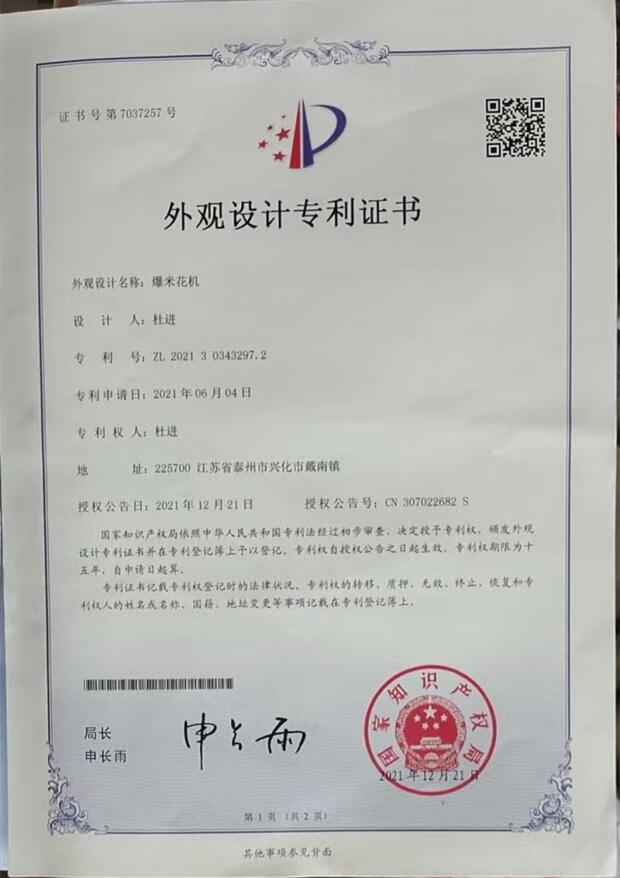 证书号第7037257号
外观设计专利证书
外观设计名称：爆米花机
设 计 人：杜进
专 利 号：ZL 2021 3 0343297.2
专利申请日：2021年06月04日
专 利 权 人：杜进
地 址：225700 江苏省泰州市兴化市戴南镇
授权公告日：2021年12月21日 授权公告号：CN 307022682 S
国家知识产权局依照中华人民共和国专利法经过初步审查，决定授予专利权，颁发外观
设计专利证书并在专利登记簿上予以登记。专利权自授权公告之日起生效。专利权期限为十
五年，自申请日起算。
专利证书记载专利权登记时的法律状况。专利权的转移、质押、无效、终止、恢复和专
利权人的姓名或名称、国籍、地址变更等事项记载在专利登记簿上。
局长
申长雨
申长雨
国家知识产权局
2021年12月21日
第1页（共2页）
其他事项参见背面